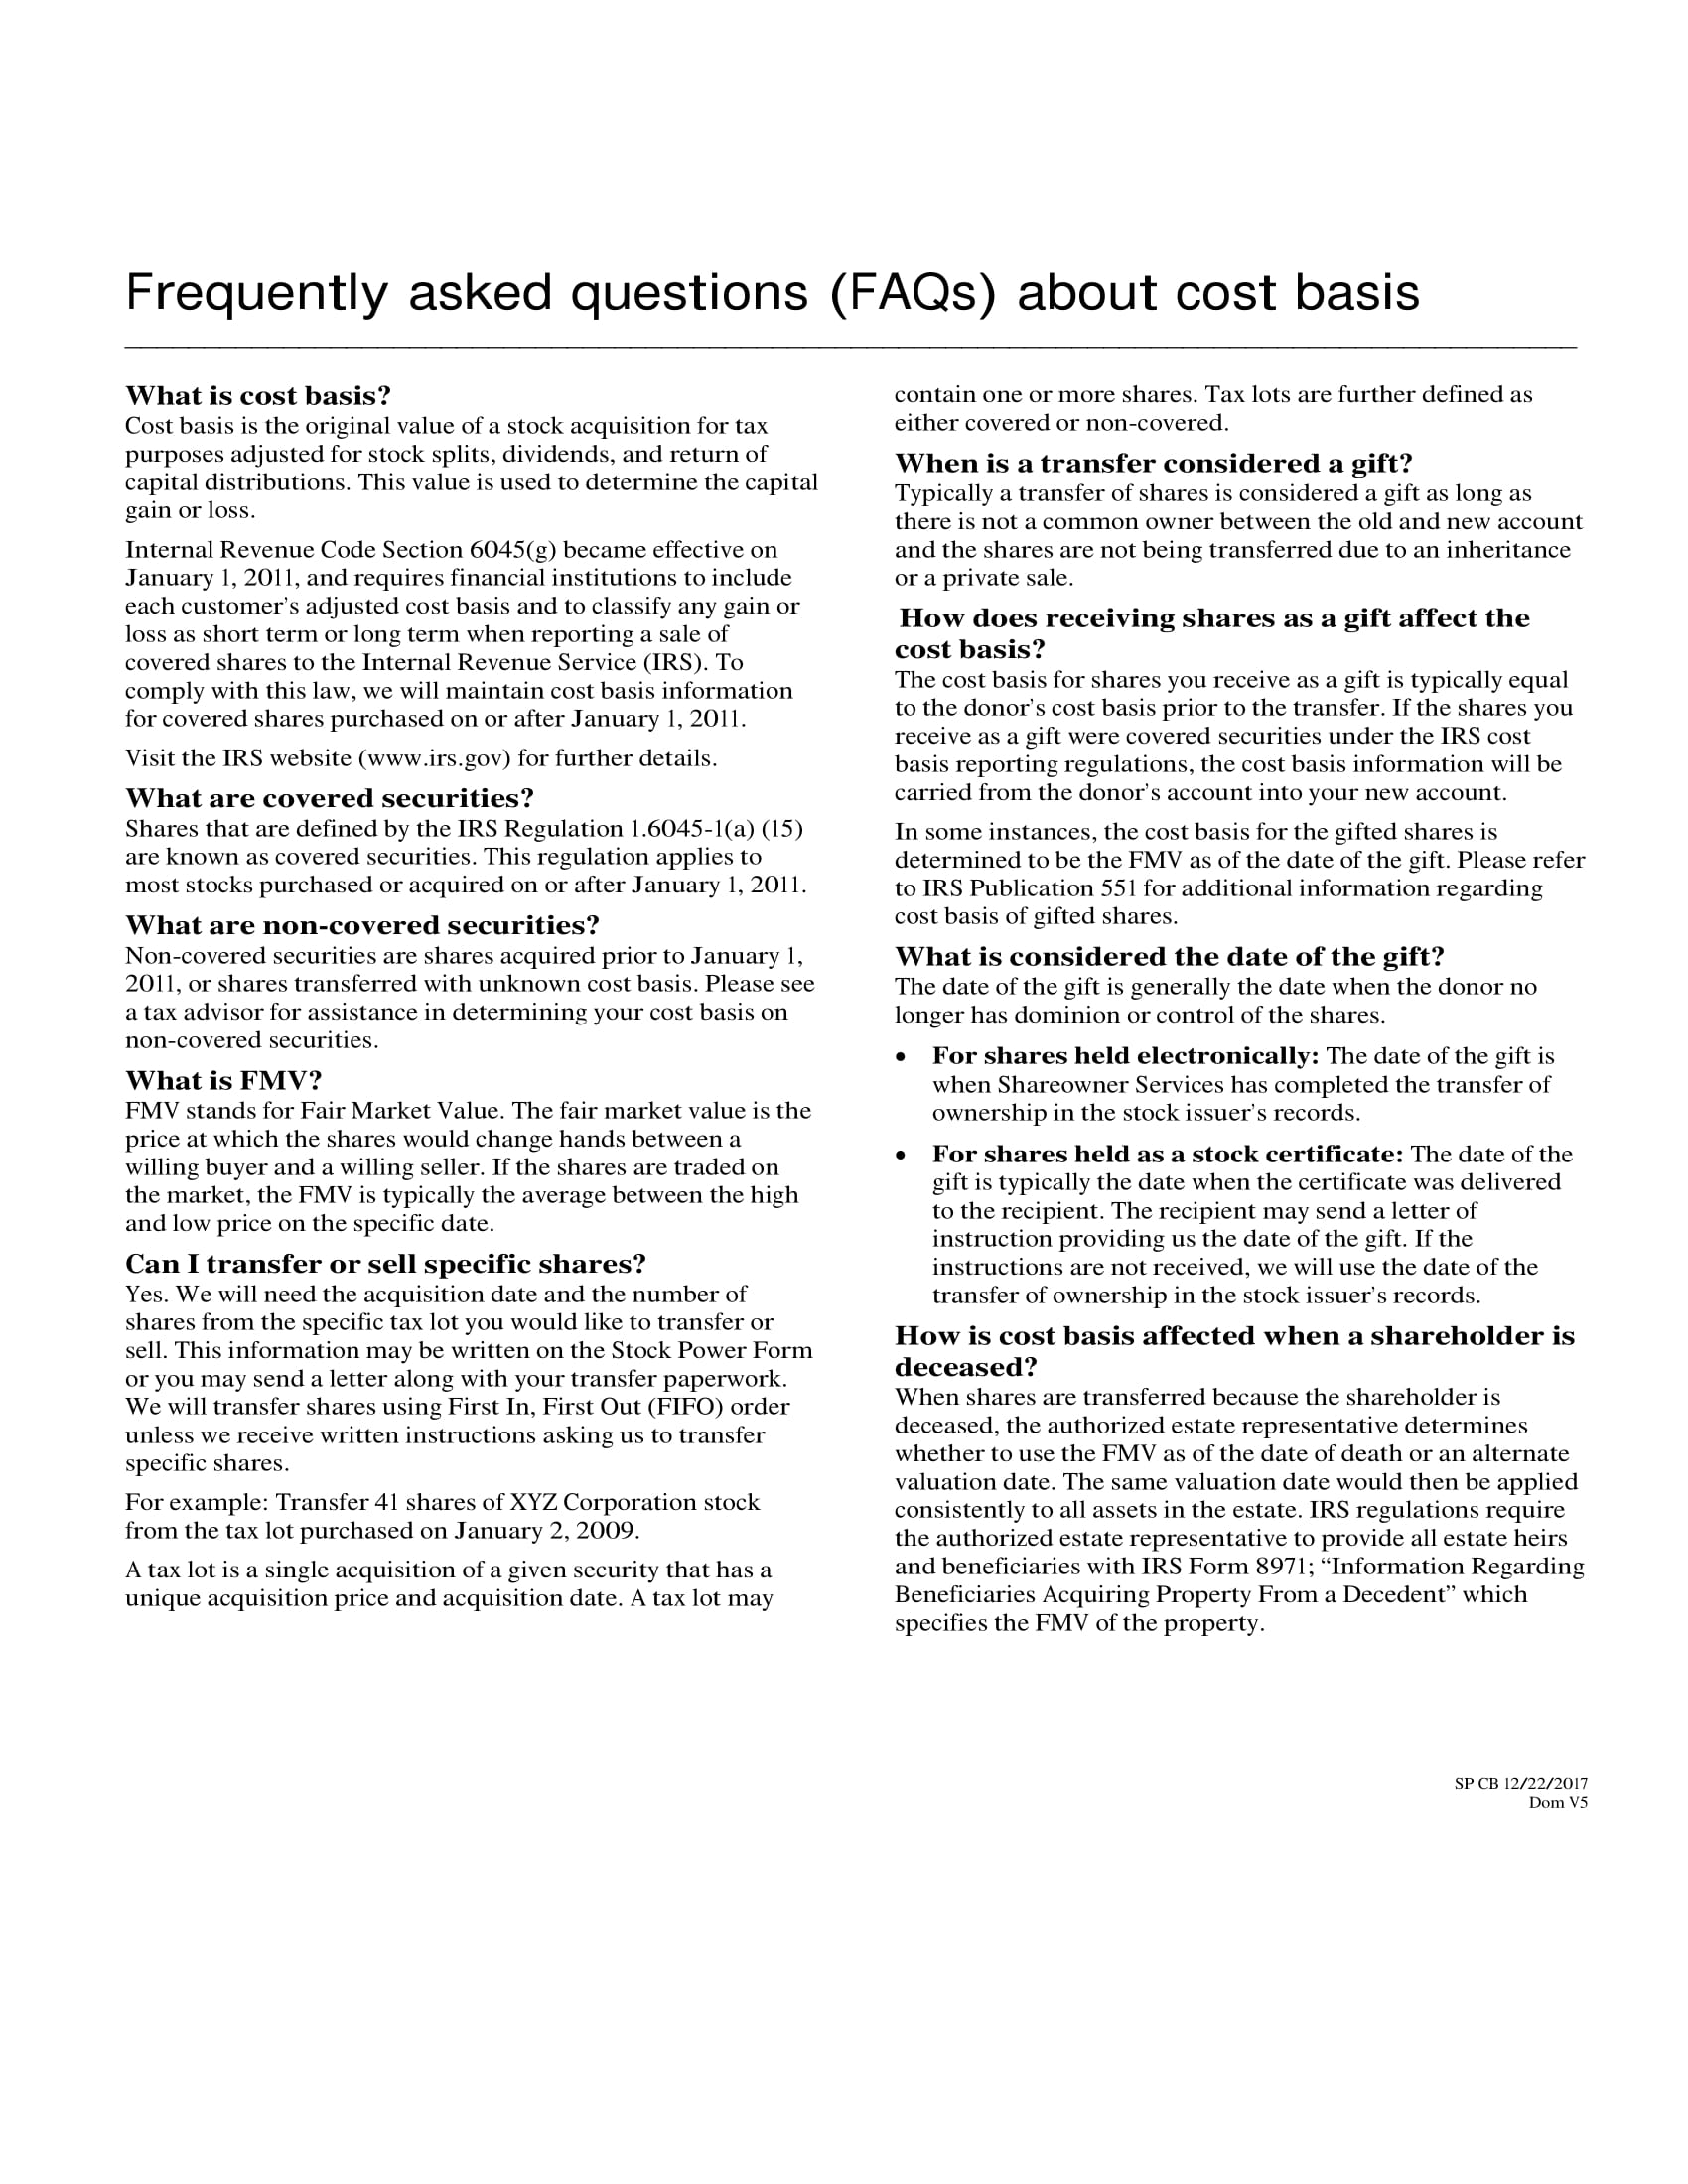 Frequently asked questions (FAQs) about cost basis
What is cost basis?
Cost basis is the original value of a stock acquisition for tax
purposes adjusted for stock splits, dividends, and return of
capital distributions. This value is used to determine the capital
gain or loss.
Internal Revenue Code Section 6045(g) became effective on
January 1, 2011, and requires financial institutions to include
each customer's adjusted cost basis and to classify any gain or
loss as short term or long term when reporting a sale of
covered shares to the Internal Revenue Service (IRS). To
comply with this law, we will maintain cost basis information
for covered shares purchased on or after January 1, 2011.
Visit the IRS website (www.irs.gov) for further details.
What are covered securities?
Shares that are defined by the IRS Regulation 1.6045-1(a) (15)
are known as covered securities. This regulation applies to
most stocks purchased or acquired on or after January 1, 2011.
What are non-covered securities?
Non-covered securities are shares acquired prior to January 1,
2011, or shares transferred with unknown cost basis. Please see
a tax advisor for assistance in determining your cost basis on
non-covered securities.
What is FMV?
FMV stands for Fair Market Value. The fair market value is the
price at which the shares would change hands between a
willing buyer and a willing seller. If the shares are traded on
the market, the FMV is typically the average between the high
and low price on the specific date.
Can I transfer or sell specific shares?
Yes. We will need the acquisition date and the number of
shares from the specific tax lot you would like to transfer or
sell. This information may be written on the Stock Power Form
or you may send a letter along with your transfer paperwork.
We will transfer shares using First In, First Out (FIFO) order
unless we receive written instructions asking us to transfer
specific shares.
For example: Transfer 41 shares of XYZ Corporation stock
from the tax lot purchased on January 2, 2009.
A tax lot is a single acquisition of a given security that has a
unique acquisition price and acquisition date. A tax lot may
contain one or more shares. Tax lots are further defined as
either covered or non-covered.
When is a transfer considered a gift?
Typically a transfer of shares is considered a gift as long as
there is not a common owner between the old and new account
and the shares are not being transferred due to an inheritance
or a private sale.
How does receiving shares as a gift affect the
cost basis?
The cost basis for shares you receive as a gift is typically equal
to the donor's cost basis prior to the transfer. If the shares you
receive as a gift were covered securities under the IRS cost
basis reporting regulations, the cost basis information will be
carried from the donor's account into your new account.
In some instances, the cost basis for the gifted shares is
determined to be the FMV as of the date of the gift. Please refer
to IRS Publication 551 for additional information regarding
cost basis of gifted shares.
What is considered the date of the gift?
The date of the gift is generally the date when the donor no
longer has dominion or control of the shares.
• For shares held electronically: The date of the gift is
when Shareowner Services has completed the transfer of
ownership in the stock issuer's records.
• For shares held as a stock certificate: The date of the
gift is typically the date when the certificate was delivered
to the recipient. The recipient may send a letter of
instruction providing us the date of the gift. If the
instructions are not received, we will use the date of the
transfer of ownership in the stock issuer's records.
How is cost basis affected when a shareholder is
deceased?
When shares are transferred because the shareholder is
deceased, the authorized estate representative determines
whether to use the FMV as of the date of death or an alternate
valuation date. The same valuation date would then be applied
consistently to all assets in the estate. IRS regulations require
the authorized estate representative to provide all estate heirs
and beneficiaries with IRS Form 8971; “Information Regarding
Beneficiaries Acquiring Property From a Decedent” which
specifies the FMV of the property.
SP CB 12/22/2017
Dom V5